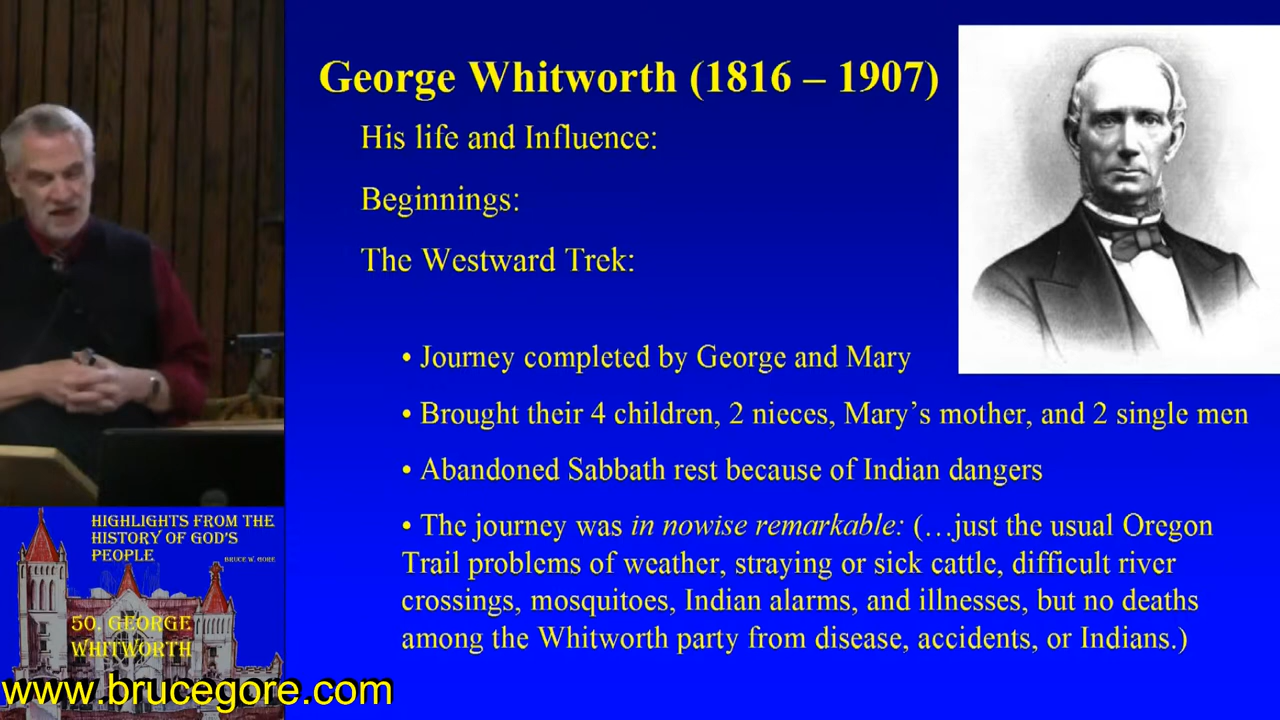 George Whitworth (1816 – 1907)
His life and Influence:
Beginnings:
The Westward Trek:
• Journey completed by George and Mary
• Brought their 4 children, 2 nieces, Mary's mother, and 2 single men
• Abandoned Sabbath rest because of Indian dangers
• The journey was in nowise remarkable: (…just the usual Oregon
Trail problems of weather, straying or sick cattle, difficult river
crossings, mosquitoes, Indian alarms, and illnesses, but no deaths
among the Whitworth party from disease, accidents, or Indians.)
HIGHLIGHTS FROM THE
HISTORY OF GOD'S
PEOPLE
BRUCE W. GORE
50. GEORGE
WHITWORTH
www.brucegore.com